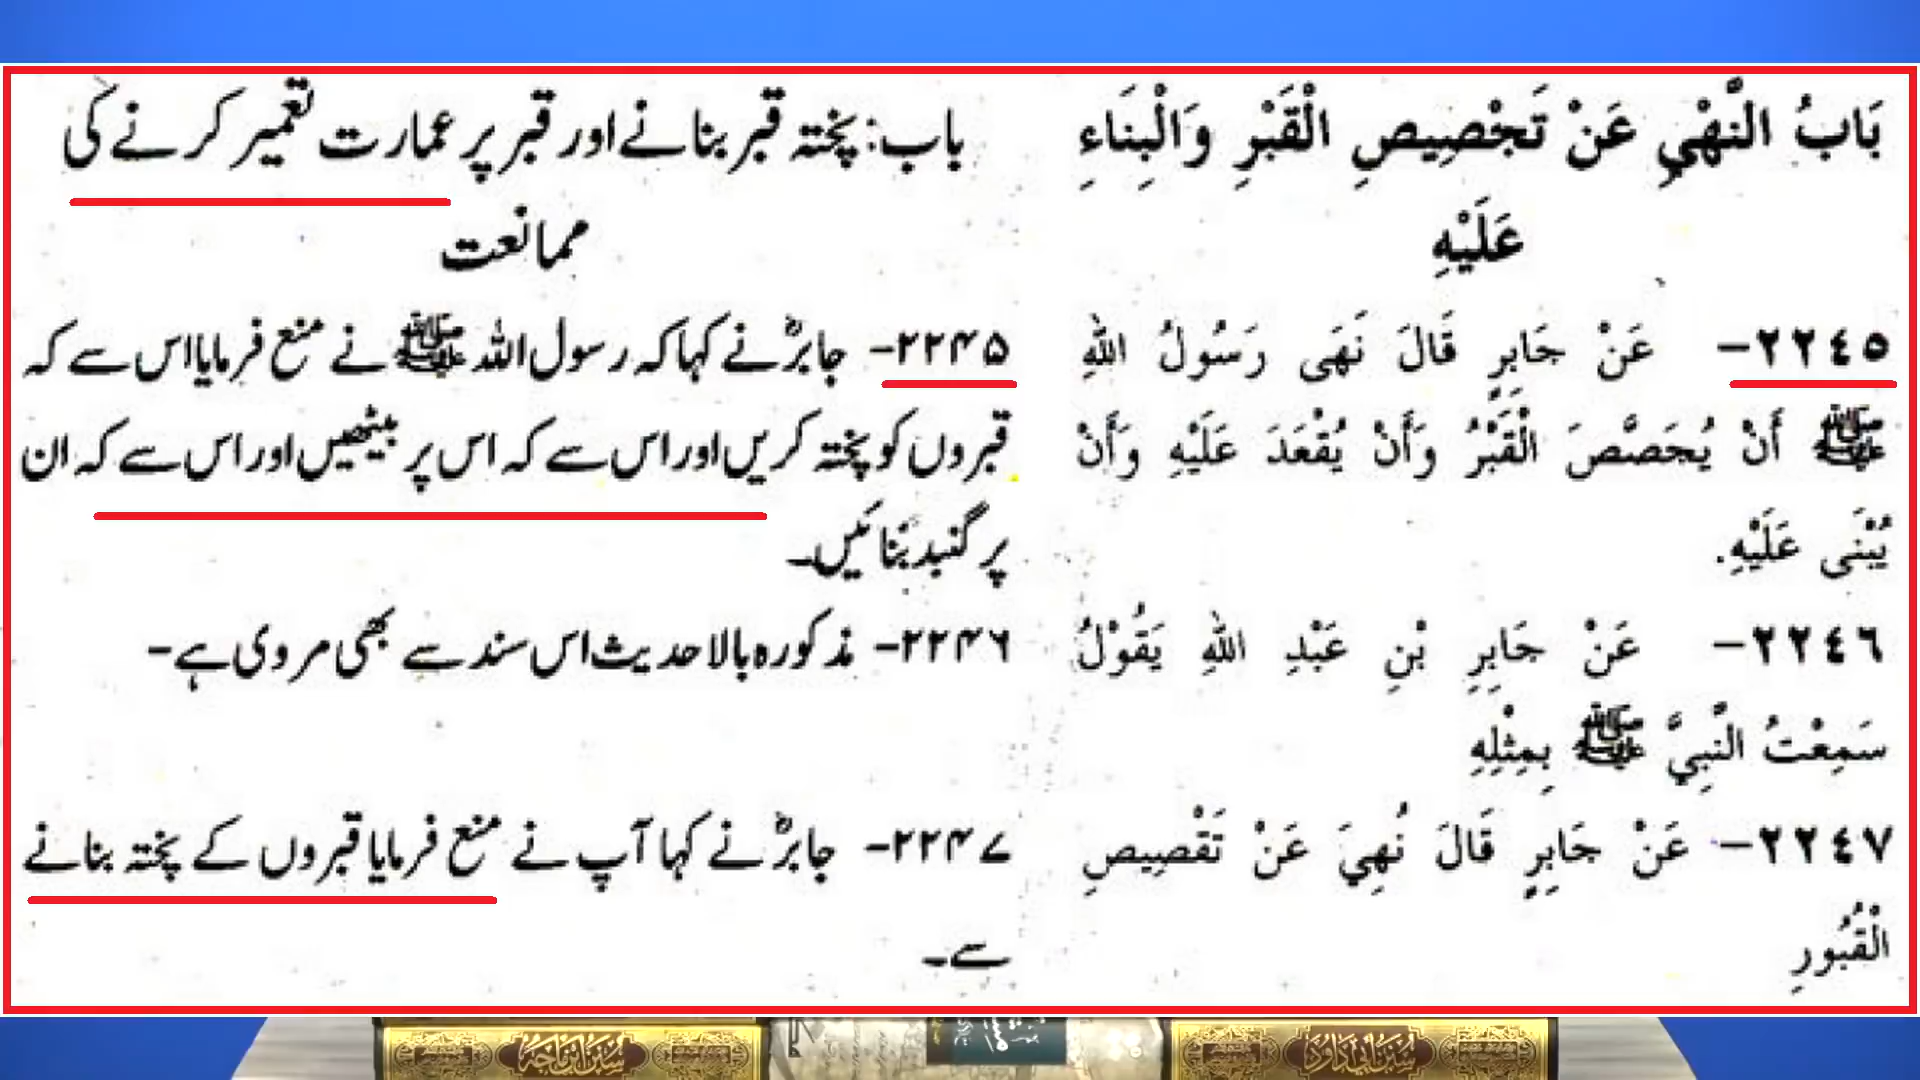 بَابُ النَّهْيِ عَنْ تَجْصِيصِ الْقَبْرِ وَالْبِنَاءِ
عَلَيْهِ
٢٢٤٥- عَنْ جَابِرٍ قَالَ نَهَى رَسُولُ اللهِ
ﷺ أَنْ يُجَصَّصَ الْقَبْرُ وَأَنْ يُقْعَدَ عَلَيْهِ وَأَنْ
يُبْنَى عَلَيْهِ.
٢٢٤٦- عَنْ جَابِرِ بْنِ عَبْدِ اللهِ يَقُوْلُ
سَمِعْتُ النَّبِيَّ ﷺ بِمِثْلِهِ
٢٢٤٧- عَنْ جَابِرٍ قَالَ نُهِيَ عَنْ تَقْصِيصِ
الْقُبُورِ
باب: پختہ قبر بنانے اور قبر پر عمارت تعمیر کرنے کی
ممانعت
۲۲۴۵- جابرؓ نے کہا کہ رسول اللہ ﷺ نے منع فرمایا اس سے کہ
قبروں کو پختہ کریں اور اس سے کہ اس پر بیٹھیں اور اس سے کہ ان
پر گنبد بنائیں۔
۲۲۴۶- مذکورہ بالا حدیث اس سند سے بھی مروی ہے-
۲۲۴۷- جابرؓ نے کہا آپ نے منع فرمایا قبروں کے پختہ بنانے
سے۔
سُنَن ابن مَاجَه
سُنَن أبي دَاوُد